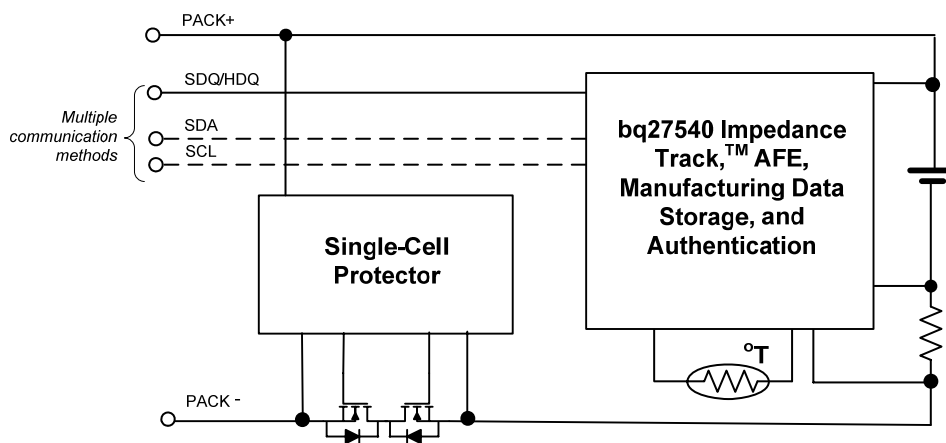 PACK+
SDQ/HDQ
Multiple
communication
methods
SDA
SCL
bq27540 Impedance
Track,™ AFE,
Manufacturing Data
Storage, and
Authentication
Single-Cell
Protector
oT
PACK -